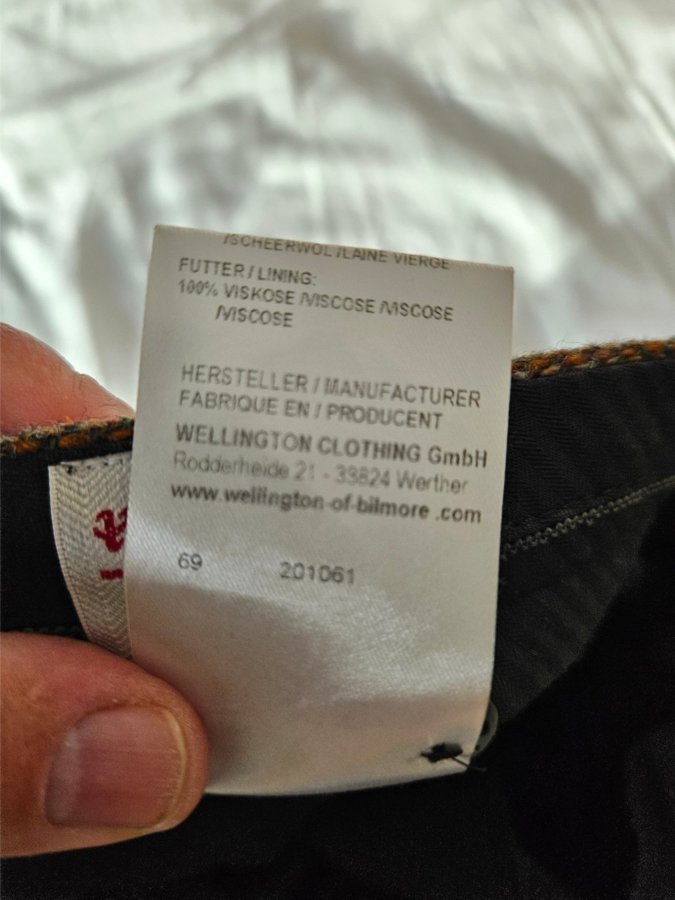 /SCHEERWOL /LAINE VIERGE
FUTTER / LINING:
100% VISKOSE /VISCOSE /VISCOSE
/VISCOSE
HERSTELLER / MANUFACTURER
FABRIQUE EN / PRODUCENT
WELLINGTON CLOTHING GmbH
Rodderheide 21 - 33824 Werther
www.wellington-of-bilmore .com
69 201061